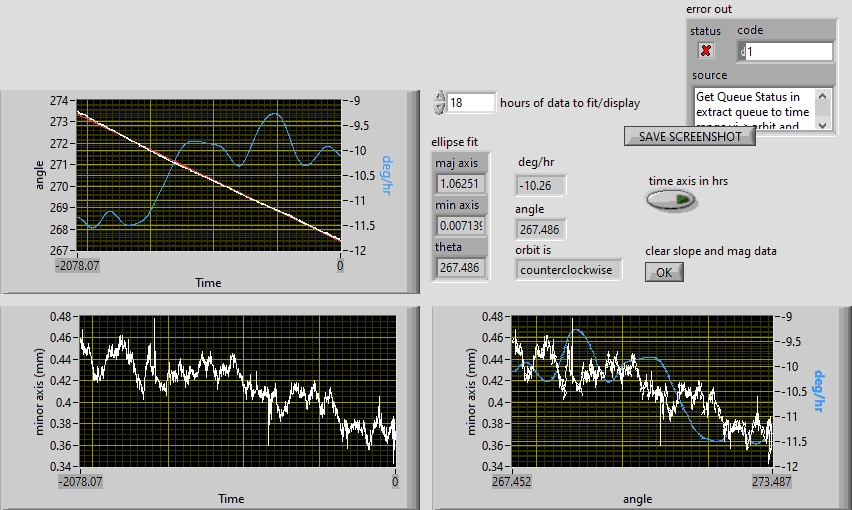 error out
status
code
1
source
Get Queue Status in
extract queue to time
SAVE SCREENSHOT
18
hours of data to fit/display
ellipse fit
maj axis
1.06251
min axis
theta
267.486
deg/hr
-10.26
angle
267.486
orbit is
counterclockwise
time axis in hrs
clear slope and mag data
OK
274
273
272
271
270
269
268
267
angle
-9
-9.5
-10
-10.5
-11
-11.5
-12
deg/hr
-2078.07
0
Time
0.48
0.46
0.44
0.42
0.4
0.38
0.36
0.34
minor axis (mm)
-2078.07
0
Time
0.48
0.46
0.44
0.42
0.4
0.38
0.36
0.34
minor axis (mm)
-9
-9.5
-10
-10.5
-11
-11.5
-12
deg/hr
267.452
273.487
angle